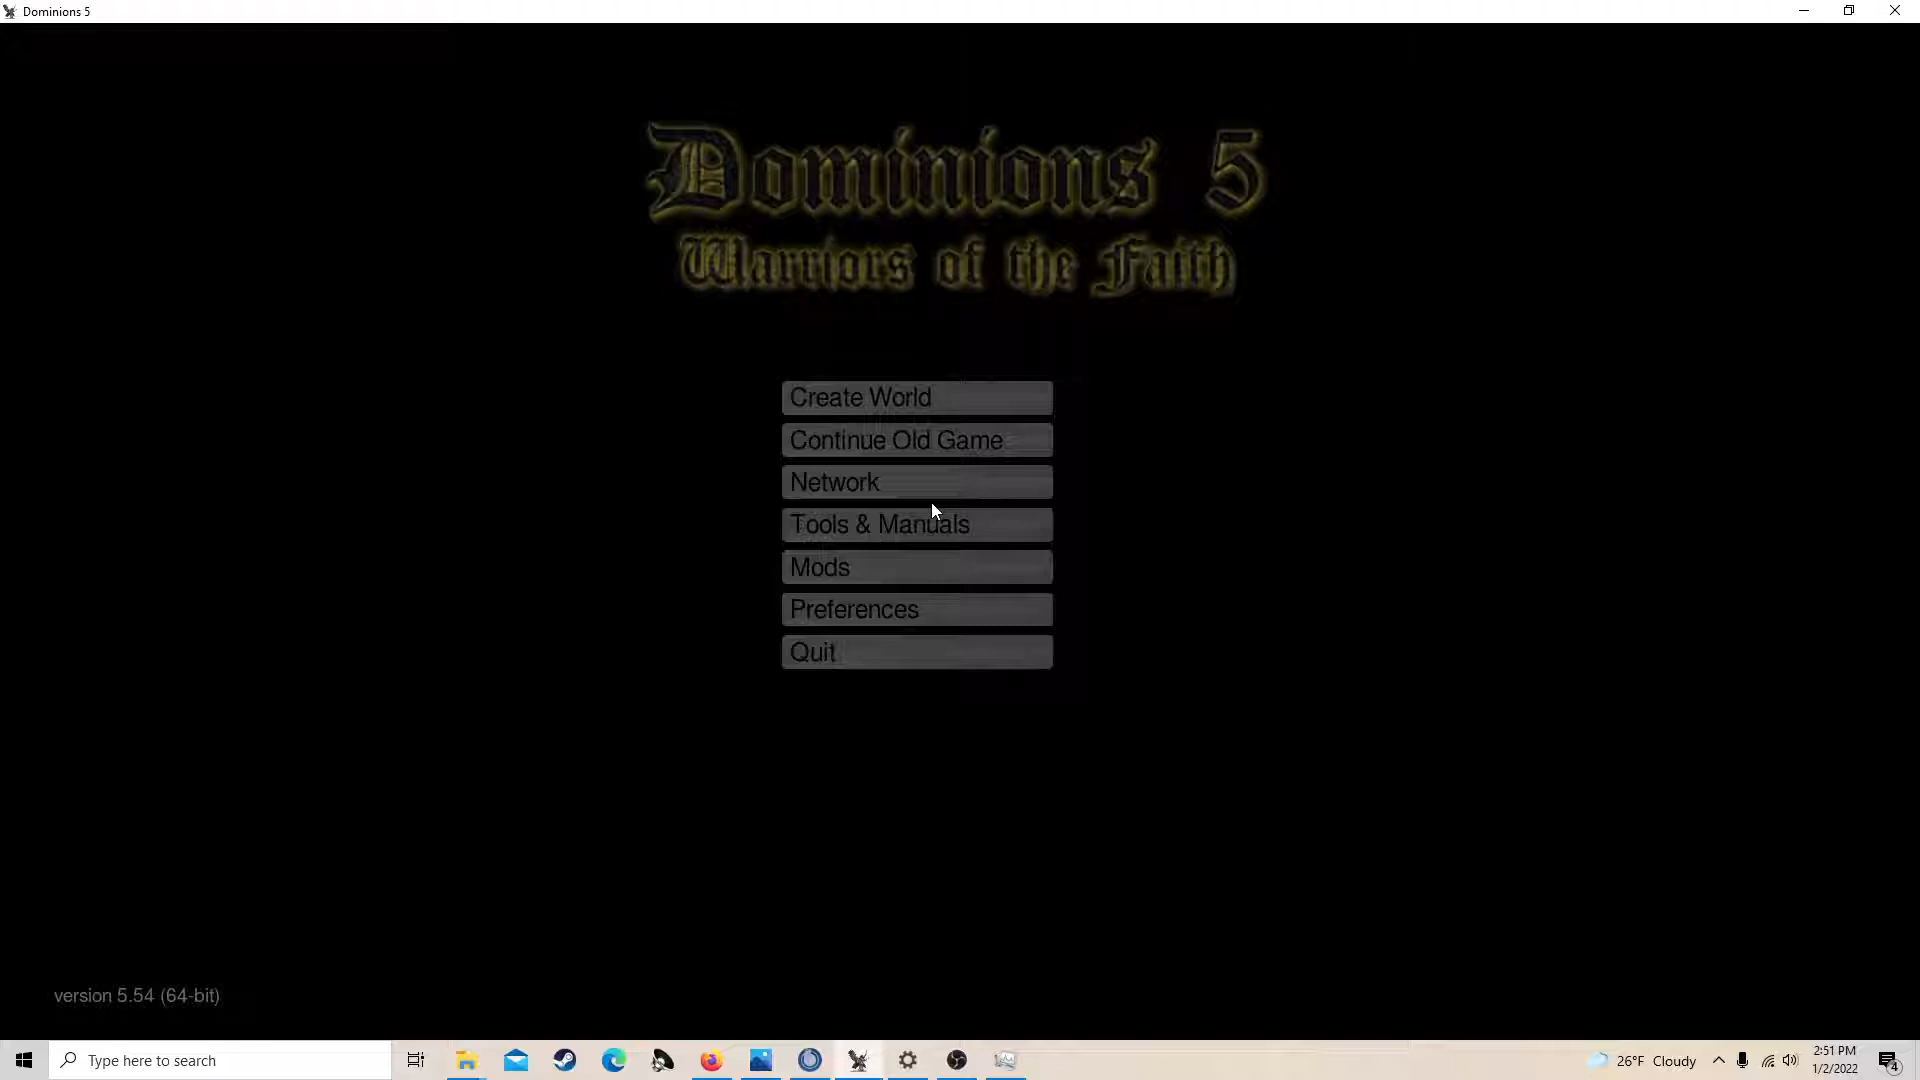 Dominions 5
Dominions 5
Warriors of the Faith
Create World
Continue Old Game
Network
Tools & Manuals
Mods
Preferences
Quit
version 5.54 (64-bit)
Type here to search
26°F Cloudy
2:51 PM
1/2/2022
4